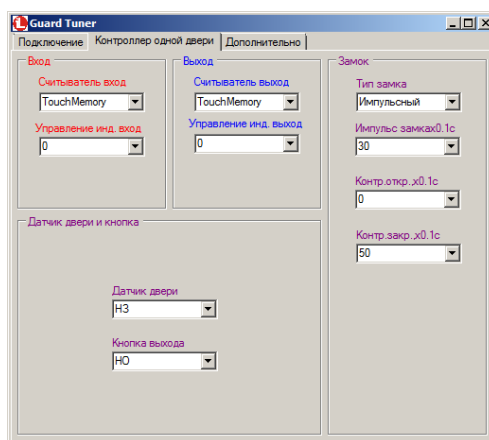 Guard Tuner
Подключение Контроллер одной двери Дополнительно
Вход
Считыватель вход
TouchMemory
Управление инд. вход
0
Выход
Считыватель выход
TouchMemory
Управление инд. выход
0
Замок
Тип замка
Импульсный
Импульс замкаx0.1с
30
Контр.откр.,x0.1с
0
Контр.закр.,x0.1с
50
Датчик двери и кнопка
Датчик двери
НЗ
Кнопка выхода
НО